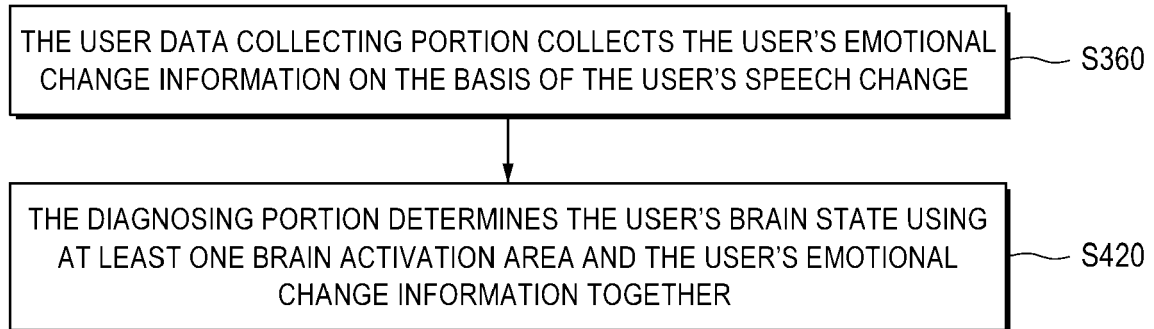 THE USER DATA COLLECTING PORTION COLLECTS THE USER'S EMOTIONAL
CHANGE INFORMATION ON THE BASIS OF THE USER'S SPEECH CHANGE
S360
THE DIAGNOSING PORTION DETERMINES THE USER'S BRAIN STATE USING
AT LEAST ONE BRAIN ACTIVATION AREA AND THE USER'S EMOTIONAL
CHANGE INFORMATION TOGETHER
S420